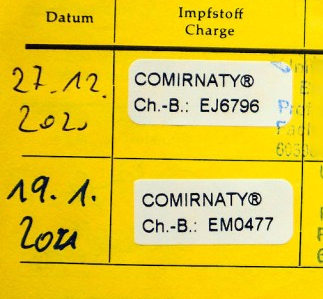 Datum
Impfstoff
Charge
27.12.
2020
COMIRNATY®
Ch.-B.: EJ6796
19.1.
2021
COMIRNATY®
Ch.-B.: EM0477